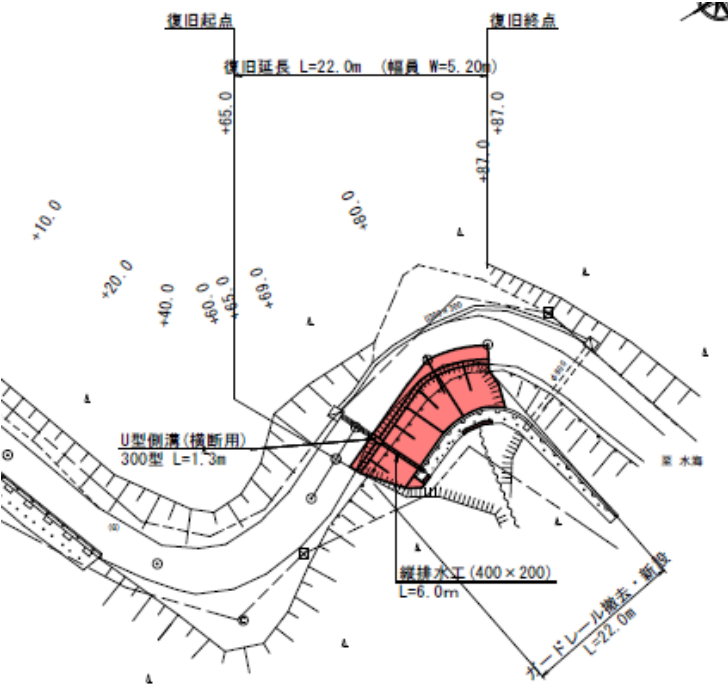 復旧起点
復旧終点
復旧延長 L=22.0m (幅員 W=5.20m)
+65.0
+87.0
+87.0
+80.0
+10.0
+20.0
+40.0
+60.0
+65.0
+69.0
U型側溝(横断用)
300型 L=1.3m
至 水海
縦排水工(400×200)
L=6.0m
ガードレール撤去・新設
L=22.0m